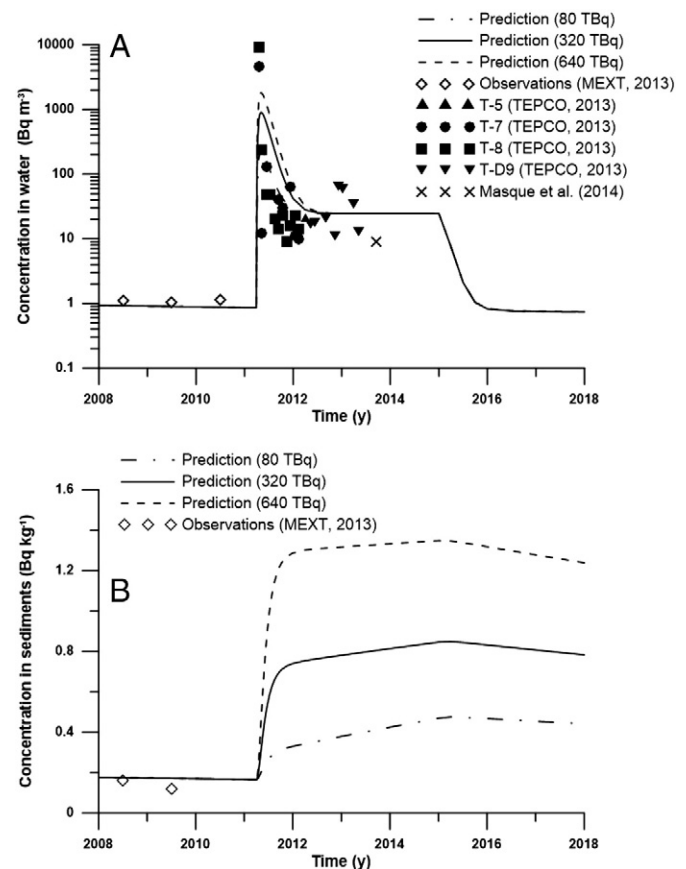 A
Prediction (80 TBq)
Prediction (320 TBq)
Prediction (640 TBq)
Observations (MEXT, 2013)
T-5 (TEPCO, 2013)
T-7 (TEPCO, 2013)
T-8 (TEPCO, 2013)
T-D9 (TEPCO, 2013)
Masque et al. (2014)
Concentration in water (Bq m⁻³)
10000
1000
100
10
1
0.1
2008 2010 2012 2014 2016 2018
Time (y)
Prediction (80 TBq)
Prediction (320 TBq)
Prediction (640 TBq)
Observations (MEXT, 2013)
B
Concentration in sediments (Bq kg⁻¹)
1.6
1.2
0.8
0.4
0
2008 2010 2012 2014 2016 2018
Time (y)